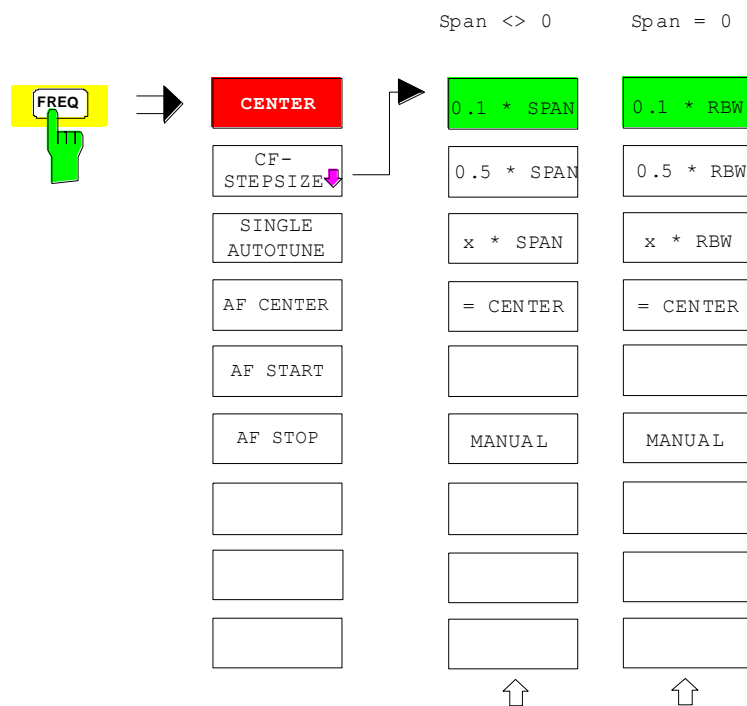 Span <> 0
Span = 0
FREQ
CENTER
CF-
STEPSIZE
SINGLE
AUTOTUNE
AF CENTER
AF START
AF STOP
0.1 * SPAN
0.5 * SPAN
x * SPAN
= CENTER
MANUAL
0.1 * RBW
0.5 * RBW
x * RBW
= CENTER
MANUAL